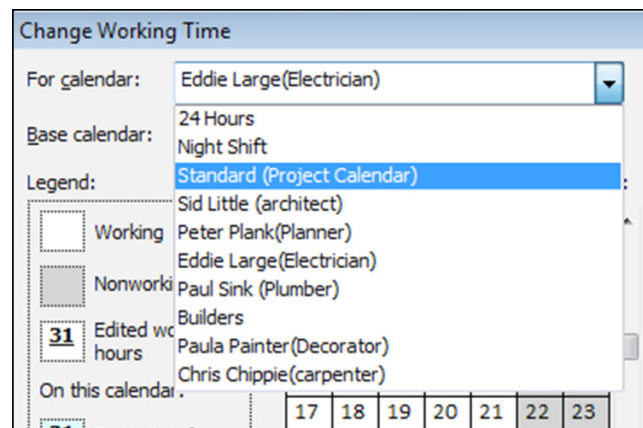 Change Working Time
For calendar: Eddie Large(Electrician)
Base calendar:
24 Hours
Night Shift
Legend:
Standard (Project Calendar)
:
Sid Little (architect)
Working
Peter Plank(Planner)
Eddie Large(Electrician)
Nonworki
Paul Sink (Plumber)
31 Edited wo
hours
Builders
Paula Painter(Decorator)
Chris Chippie(carpenter)
On this calendar:
17 18 19 20 21 22 23